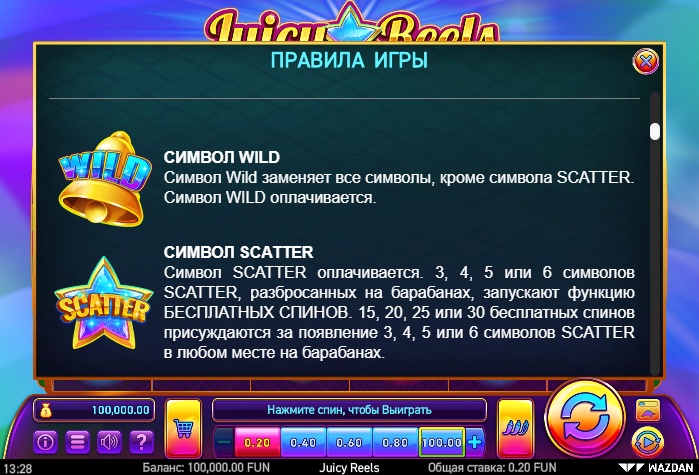 Juicy Reels
ПРАВИЛА ИГРЫ
WILD
СИМВОЛ WILD
Символ Wild заменяет все символы, кроме символа SCATTER.
Символ WILD оплачивается.
SCATTER
СИМВОЛ SCATTER
Символ SCATTER оплачивается. 3, 4, 5 или 6 символов
SCATTER, разбросанных на барабанах, запускают функцию
БЕСПЛАТНЫХ СПИНОВ. 15, 20, 25 или 30 бесплатных спинов
присуждаются за появление 3, 4, 5 или 6 символов SCATTER
в любом месте на барабанах.
100,000.00
Нажмите спин, чтобы Выиграть
0.20 0.40 0.60 0.80 100.00
13:28 Баланс: 100,000.00 FUN Juicy Reels Общая ставка: 0.20 FUN WAZDAN